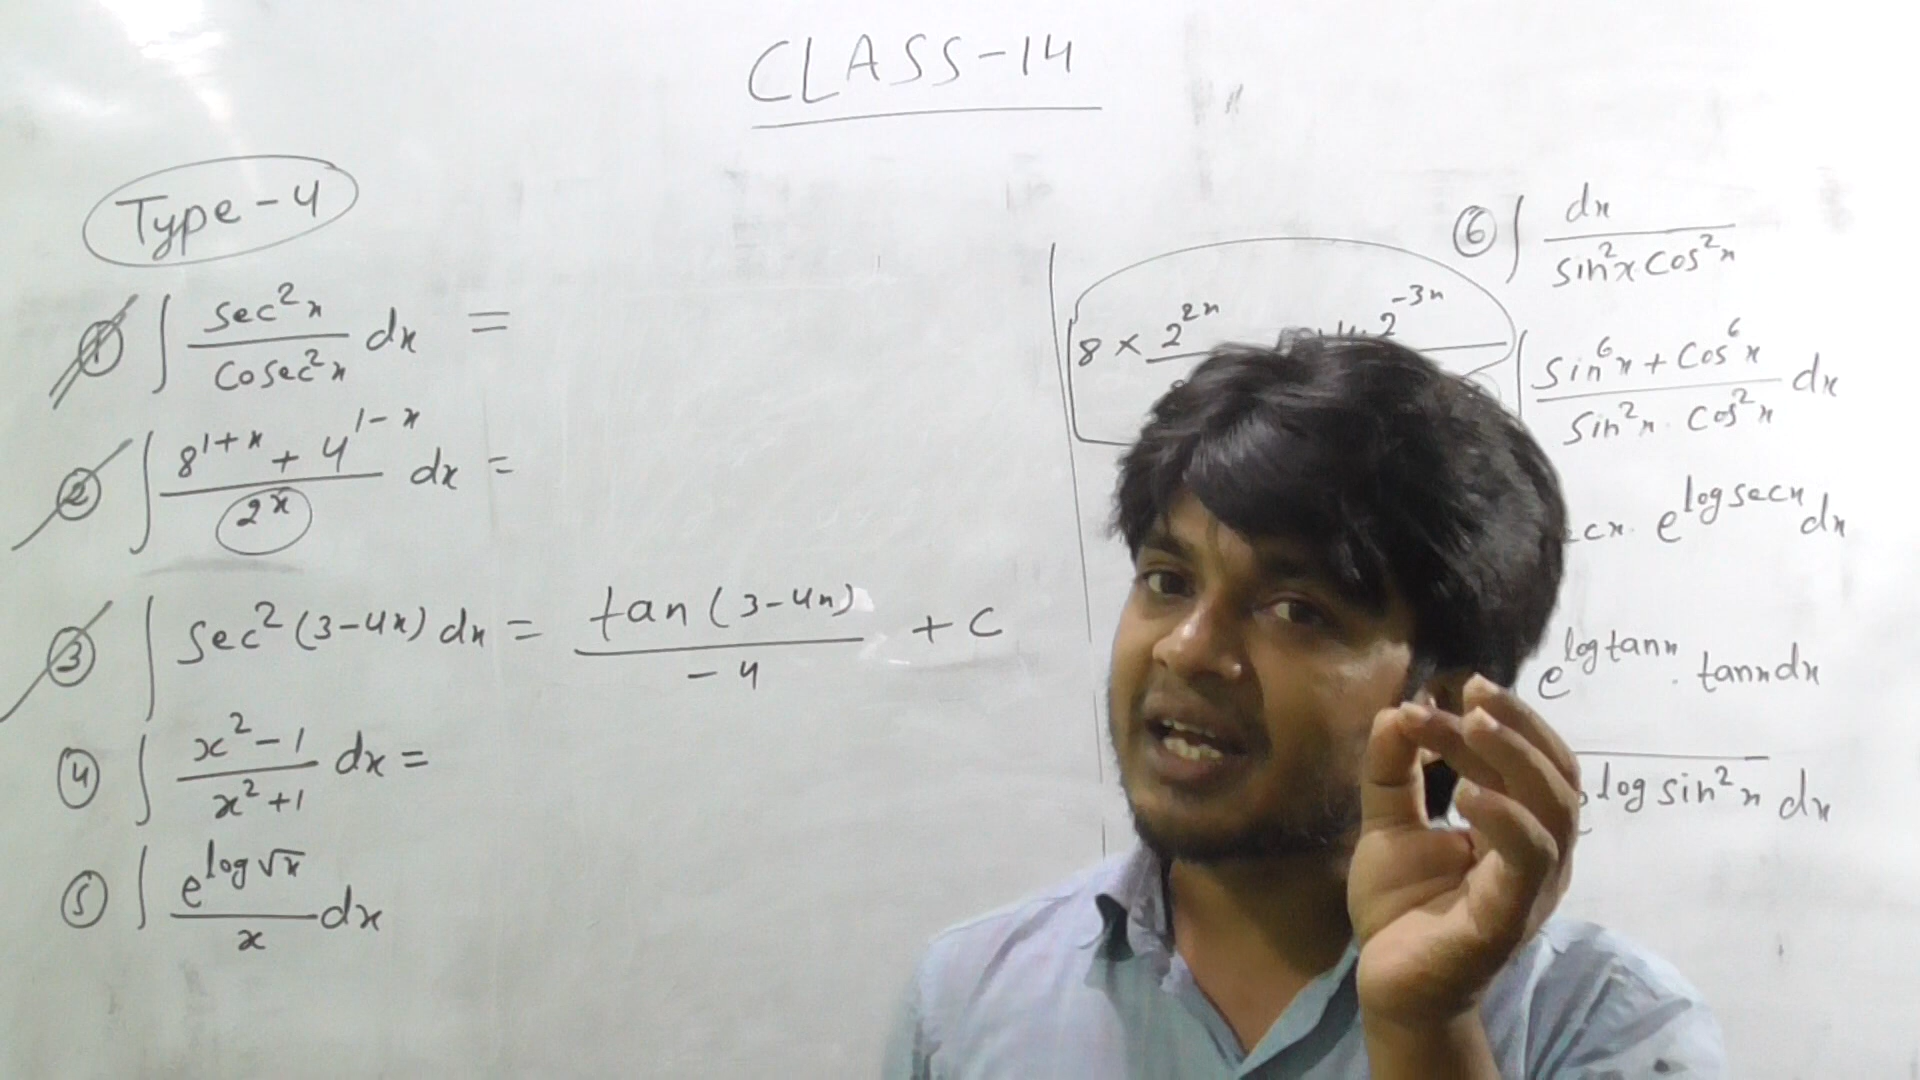 CLASS-14
Type-4
① ∫ sec²x / cosec²x dx =
② ∫ 8^(1+x) + 4^(1-x) / 2^x dx =
③ ∫ sec²(3-4x) dx = tan(3-4x) / -4 + c
④ ∫ x²-1 / x²+1 dx =
⑤ ∫ e^(log√x) / x dx
8 × 2^(2x) 2^(-3x)
⑥ ∫ dx / sin²x cos²x
∫ sin⁶x + cos⁶x / sin²x · cos²x dx
e^(log secx) dx
e^(log tanx) · tanx dx
log sin²x dx